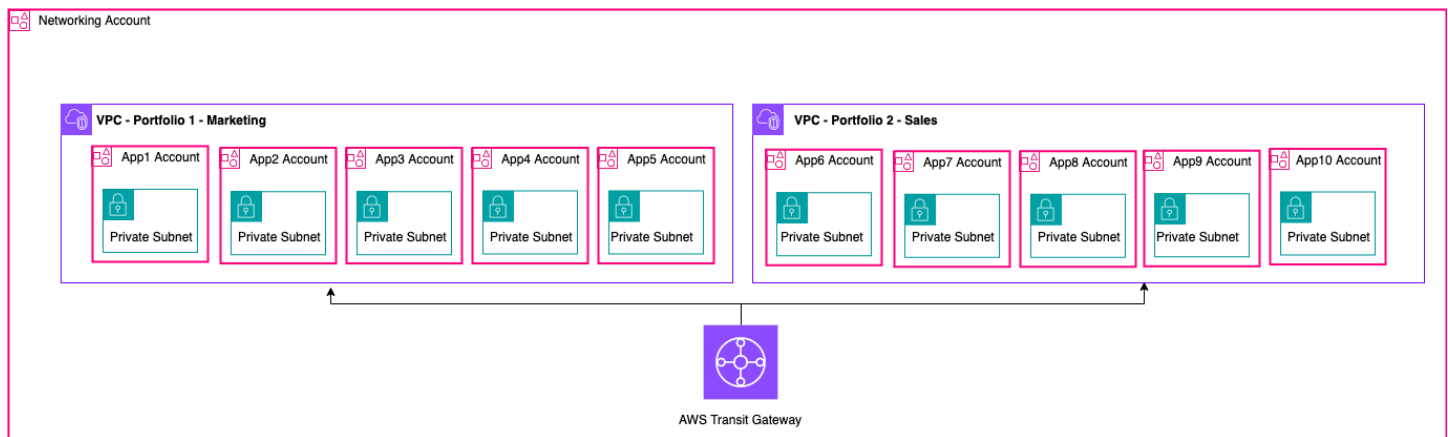 Networking Account
VPC - Portfolio 1 - Marketing
App1 Account
App2 Account
App3 Account
App4 Account
App5 Account
Private Subnet
Private Subnet
Private Subnet
Private Subnet
Private Subnet
VPC - Portfolio 2 - Sales
App6 Account
App7 Account
App8 Account
App9 Account
App10 Account
Private Subnet
Private Subnet
Private Subnet
Private Subnet
Private Subnet
AWS Transit Gateway